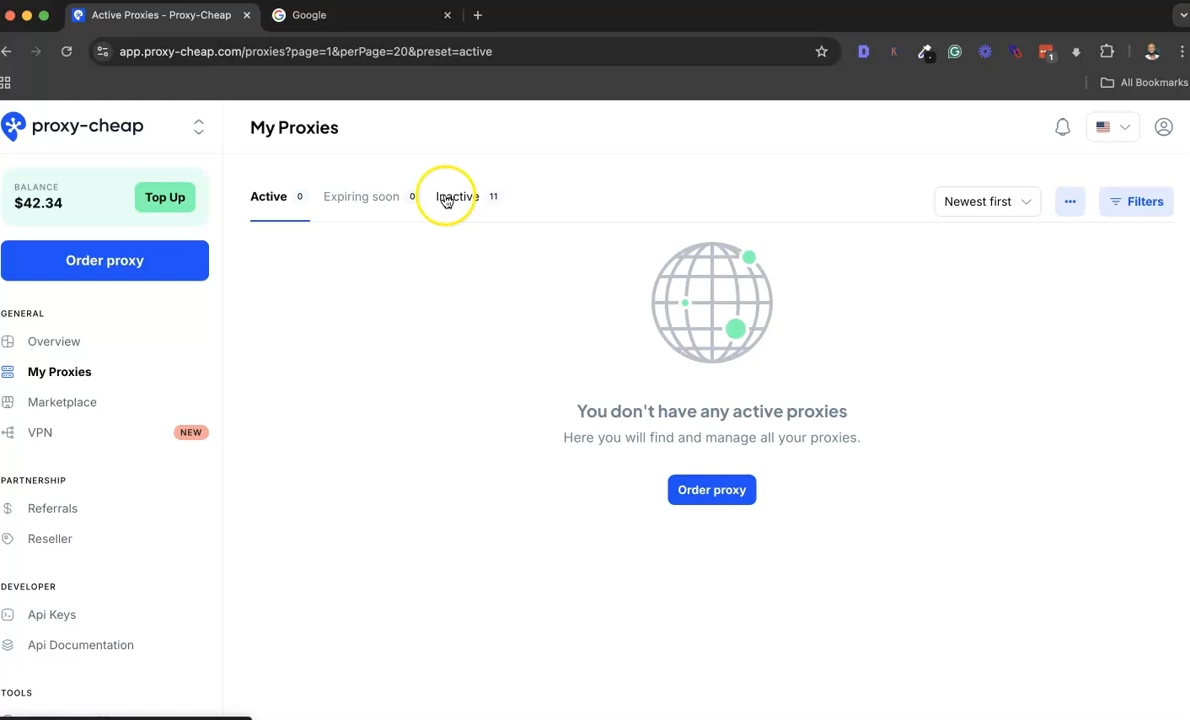 Active Proxies - Proxy-Cheap
Google
app.proxy-cheap.com/proxies?page=1&perPage=20&preset=active
1
All Bookmarks
proxy-cheap
My Proxies
BALANCE
$42.34
Top Up
Active 0
Expiring soon 0
Inactive 11
Newest first
Filters
Order proxy
GENERAL
Overview
My Proxies
Marketplace
VPN
NEW
You don't have any active proxies
Here you will find and manage all your proxies.
Order proxy
PARTNERSHIP
Referrals
Reseller
DEVELOPER
Api Keys
Api Documentation
TOOLS